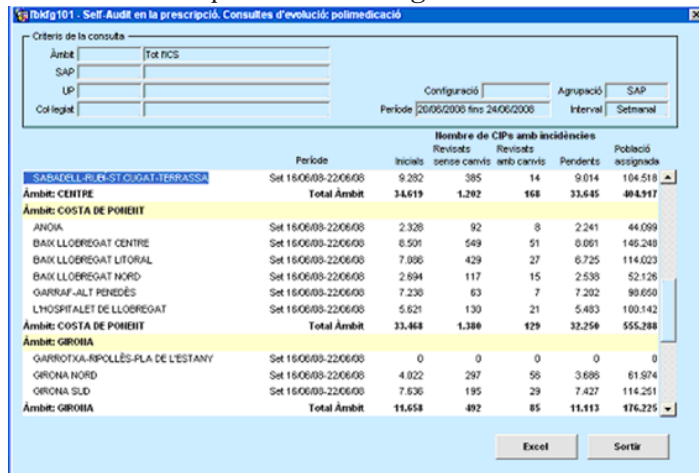 fbkfg101 - Self-Audit en la prescripció. Consultes d'evolució: polimedicació
Criteris de la consulta
Àmbit Tot l'ICS
SAP
UP Configuració Agrupació SAP
Col·legiat Període 20/06/2008 fins 24/06/2008 Interval Setmanal
Nombre de CIPs amb incidències
Període Inicials Revisats sense canvis Revisats amb canvis Pendents Població assignada
SABADELL-RUBÍ-ST.CUGAT-TERRASSA Set 16/06/08-22/06/08 9.282 385 14 9.014 104.518
Àmbit: CENTRE Total Àmbit 34.619 1.202 168 33.645 404.917
Àmbit: COSTA DE PONENT
ANOIA Set 16/06/08-22/06/08 2.328 92 8 2.241 44.099
BAIX LLOBREGAT CENTRE Set 16/06/08-22/06/08 8.501 549 51 8.061 146.248
BAIX LLOBREGAT LITORAL Set 16/06/08-22/06/08 7.086 429 27 6.725 114.023
BAIX LLOBREGAT NORD Set 16/06/08-22/06/08 2.694 117 15 2.538 52.126
GARRAF-ALT PENEDÈS Set 16/06/08-22/06/08 7.238 63 7 7.202 98.650
L'HOSPITALET DE LLOBREGAT Set 16/06/08-22/06/08 5.621 130 21 5.483 100.142
Àmbit: COSTA DE PONENT Total Àmbit 33.468 1.380 129 32.250 555.288
Àmbit: GIRONA
GARROTXA-RIPOLLÈS-PLA DE L'ESTANY Set 16/06/08-22/06/08 0 0 0 0 0
GIRONA NORD Set 16/06/08-22/06/08 4.022 297 56 3.686 61.974
GIRONA SUD Set 16/06/08-22/06/08 7.636 195 29 7.427 114.251
Àmbit: GIRONA Total Àmbit 11.658 492 85 11.113 176.225
Excel Sortir